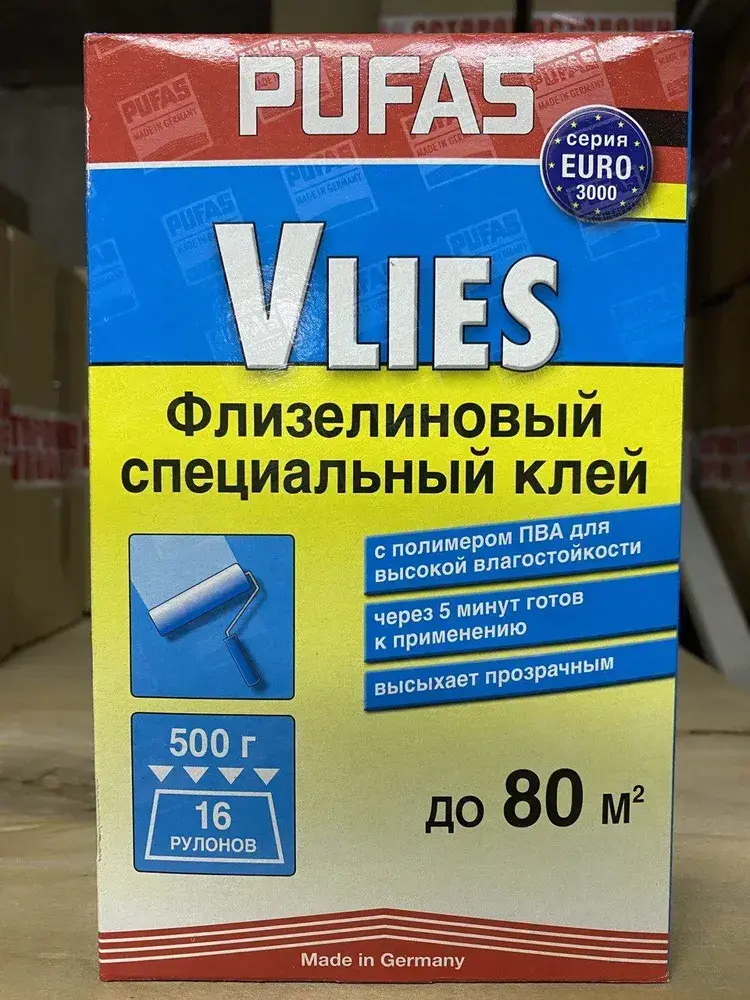 PUFAS
серия
EURO
3000
VLIES
Флизелиновый
специальный клей
с полимером ПВА для
высокой влагостойкости
через 5 минут готов
к применению
высыхает прозрачным
500 г
16
РУЛОНОВ
до 80 м²
Made in Germany